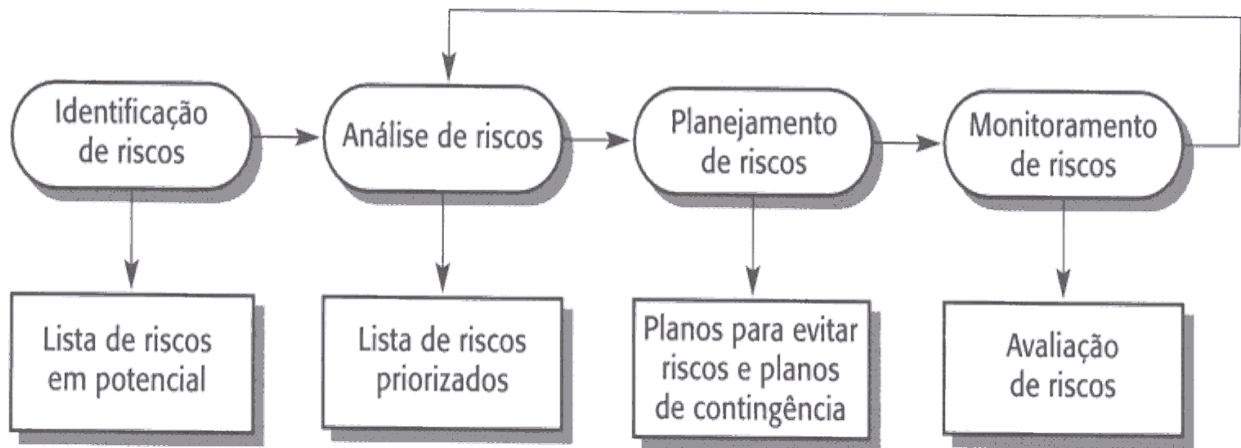 Identificação
de riscos
Análise de riscos
Planejamento
de riscos
Monitoramento
de riscos
Lista de riscos
em potencial
Lista de riscos
priorizados
Planos para evitar
riscos e planos
de contingência
Avaliação
de riscos